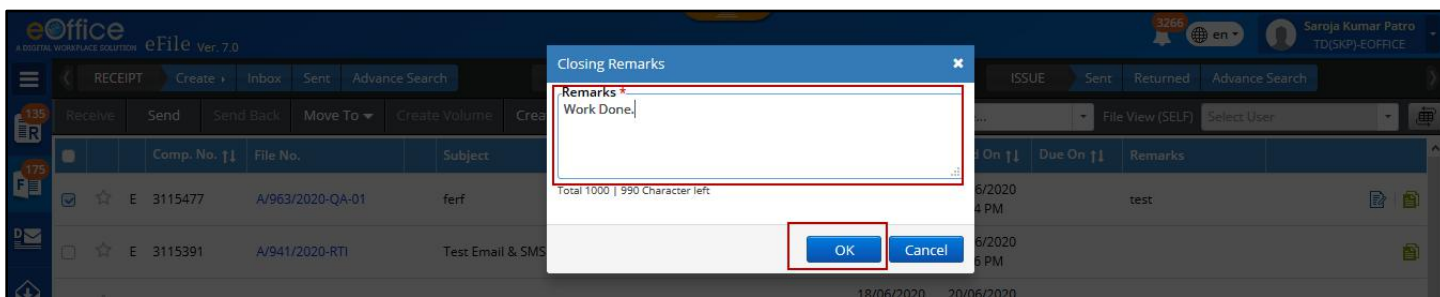 eOffice
A DIGITAL WORKPLACE SOLUTION eFile Ver. 7.0
3266
en
Saroja Kumar Patro
TD(SKP)-EOFFICE
RECEIPT Create Inbox Sent Advance Search
ISSUE Sent Returned Advance Search
Closing Remarks
Remarks *
Work Done.
Total 1000 | 990 Character left
OK Cancel
135
R
Receive Send Send Back Move To Create Volume Crea
File View (SELF) Select User
Comp. No. File No. Subject
On Due On Remarks
175
F
E 3115477 A/963/2020-QA-01 ferf
6/2020
4 PM
test
D
E 3115391 A/941/2020-RTI Test Email & SMS
6/2020
PM
18/06/2020 20/06/2020